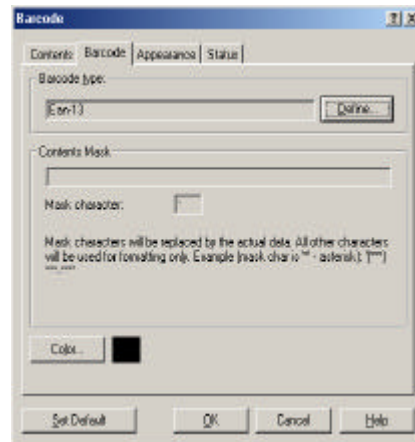 Barcode
Contents Barcode Appearance Status
Barcode type:
Ean-13 Define...
Contents Mask
Mask character:
Mask characters will be replaced by the actual data. All other characters
will be used for formatting only. Example (mask char is '*' - asterisk):
Color...
Set Default OK Cancel Help